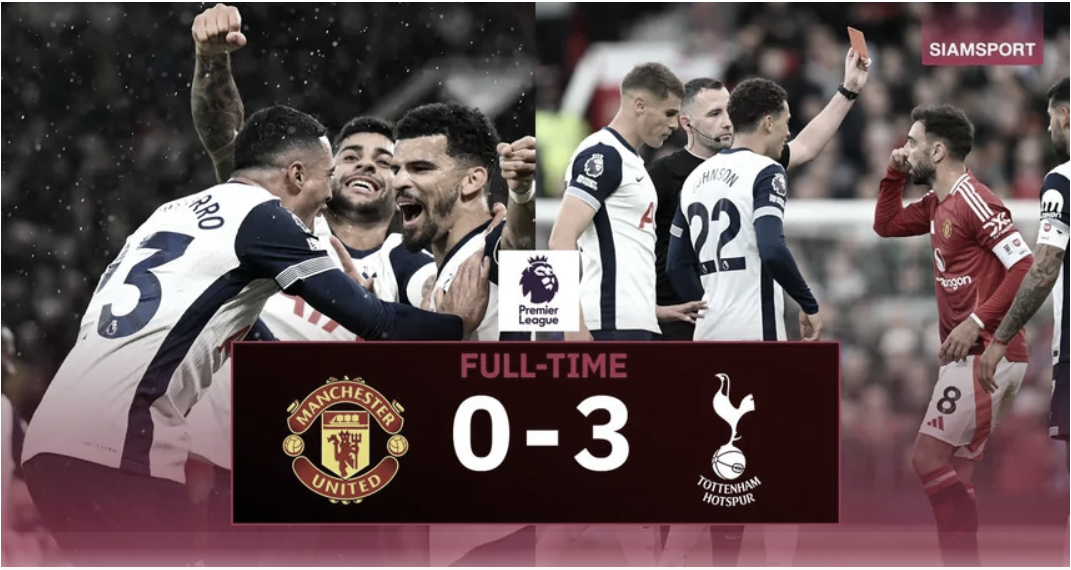 SIAMSPORT
JOHNSON
22
8
Premier
League
FULL-TIME
MANCHESTER
UNITED
0-3
TOTTENHAM
HOTSPUR